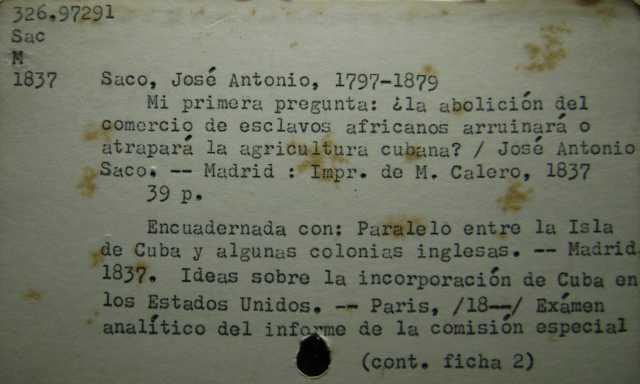 326.97291
Sac
M
1837 Saco, José Antonio, 1797-1879
Mi primera pregunta: ¿la abolición del
comercio de esclavos africanos arruinará o
atrapará la agricultura cubana? / José Antonio
Saco. -- Madrid : Impr. de M. Calero, 1837
39 p.
Encuadernada con: Paralelo entre la Isla
de Cuba y algunas colonias inglesas. -- Madrid
1837. Ideas sobre la incorporación de Cuba en
los Estados Unidos. -- Paris, /18--/ Exámen
analítico del informe de la comisión especial
(cont. ficha 2)